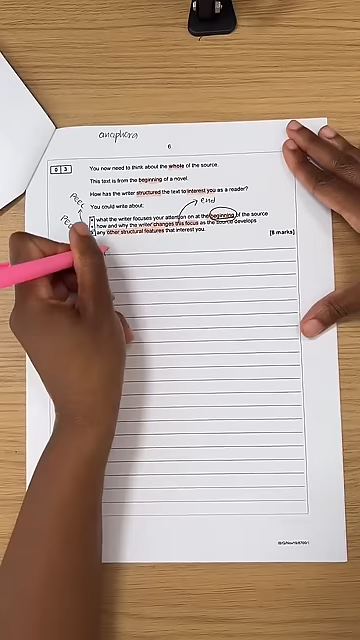 anaphora
6
0 3
You now need to think about the whole of the source.
This text is from the beginning of a novel.
How has the writer structured the text to interest you as a reader?
You could write about:
end
what the writer focuses your attention on at the beginning of the source
how and why the writer changes this focus as the source develops
any other structural features that interest you.
[8 marks]